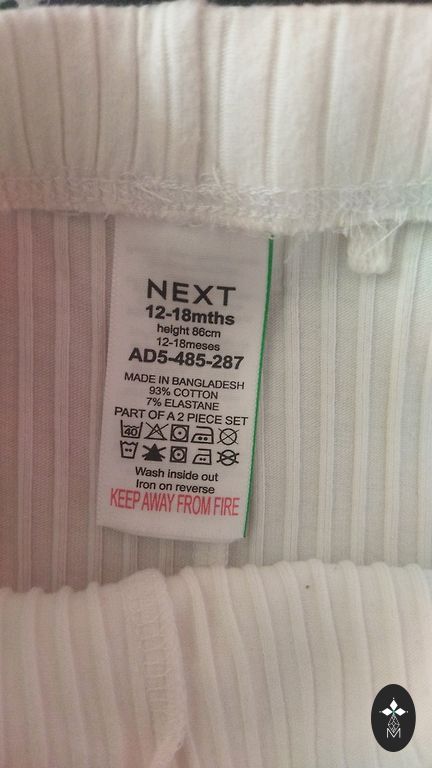 NEXT
12-18mths
height 86cm
12-18meses
AD5-485-287
MADE IN BANGLADESH
93% COTTON
7% ELASTANE
PART OF A 2 PIECE SET
40
Wash inside out
Iron on reverse
KEEP AWAY FROM FIRE
M